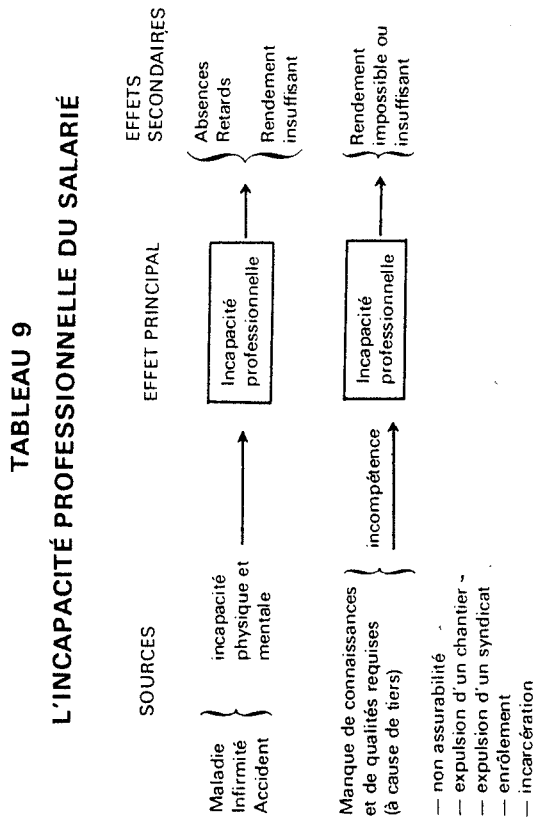 TABLEAU 9
L'INCAPACITÉ PROFESSIONNELLE DU SALARIÉ
SOURCES
EFFET PRINCIPAL
EFFETS
SECONDAIRES
Maladie
Infirmité
Accident
incapacité
physique et
mentale
Incapacité
professionnelle
Absences
Retards
Rendement
insuffisant
Manque de connaissances
et de qualités requises
(à cause de tiers)
incompétence
Incapacité
professionnelle
Rendement
impossible ou
insuffisant
— non assurabilité
— expulsion d'un chantier
— expulsion d'un syndicat
— enrôlement
— incarcération